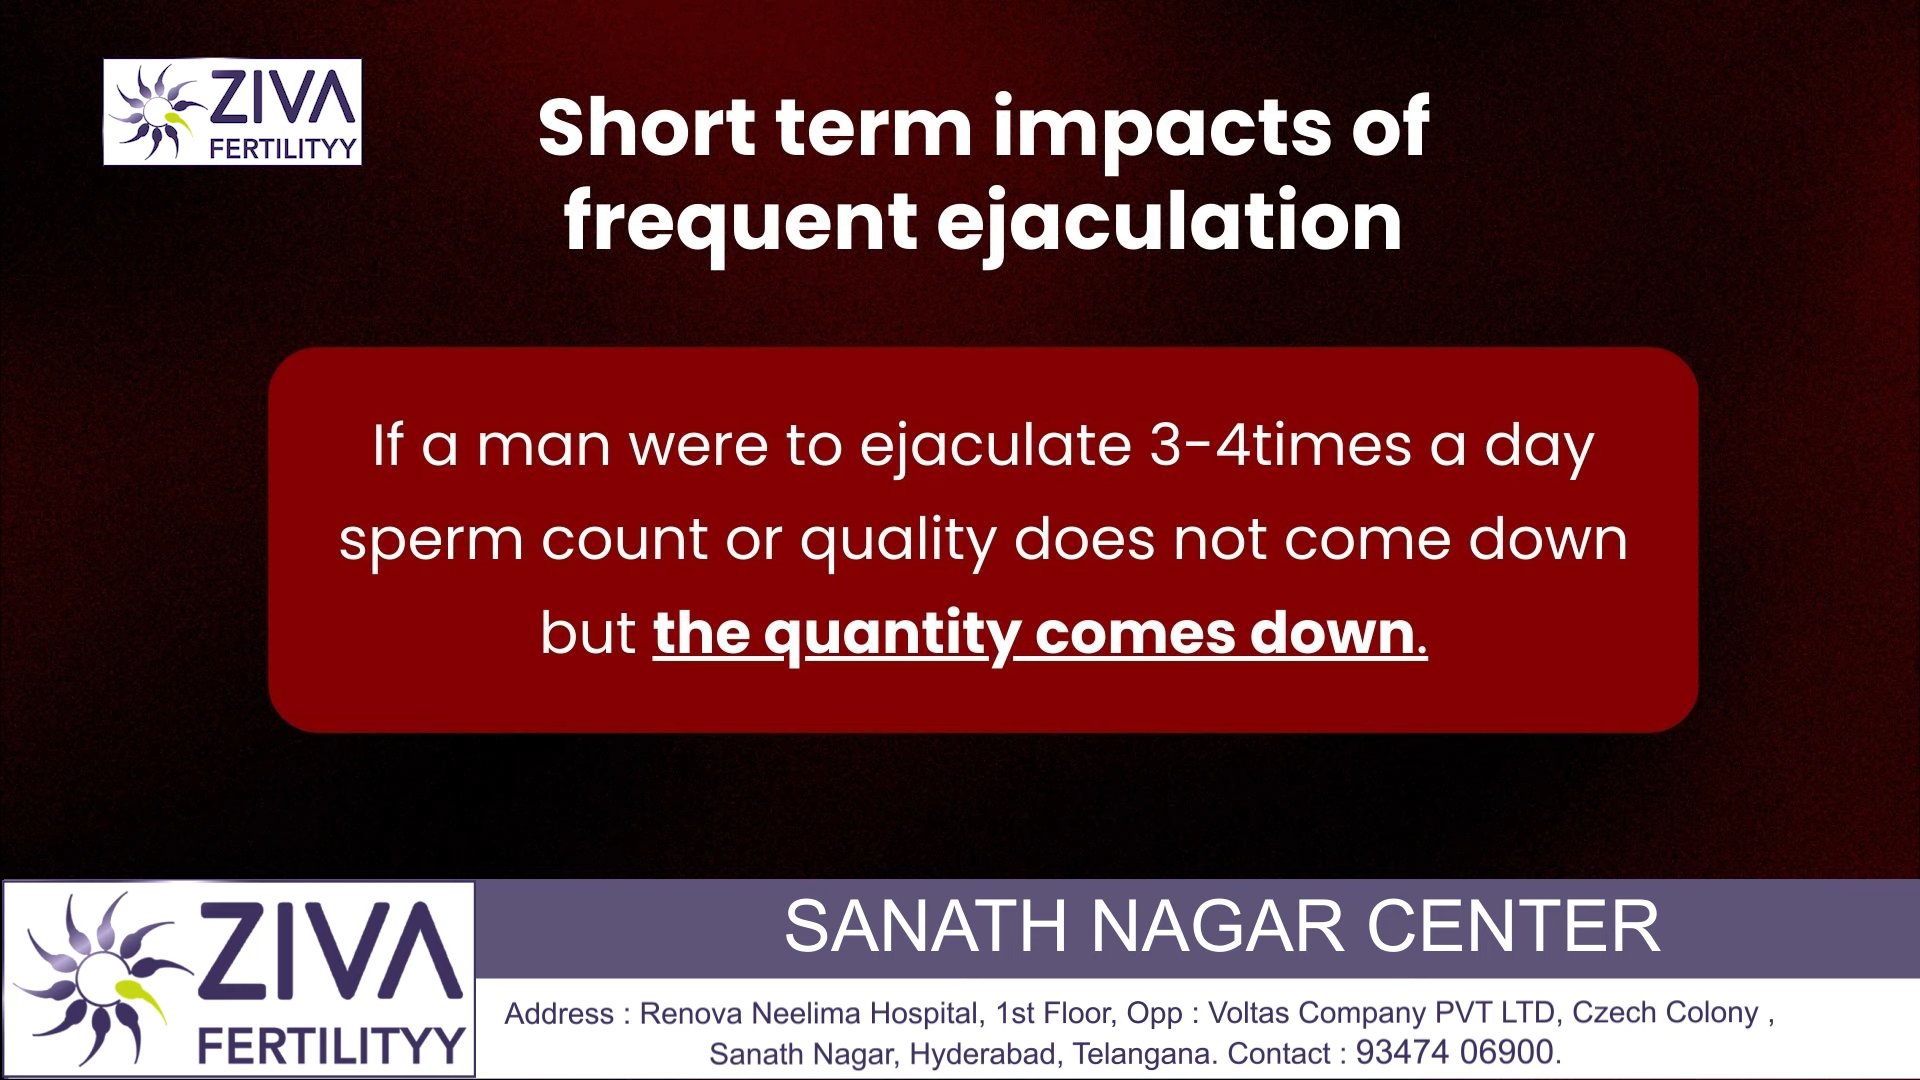 ZIVA
FERTILITYY
Short term impacts of
frequent ejaculation
If a man were to ejaculate 3-4times a day
sperm count or quality does not come down
but the quantity comes down.
ZIVA
FERTILITYY
SANATH NAGAR CENTER
Address : Renova Neelima Hospital, 1st Floor, Opp : Voltas Company PVT LTD, Czech Colony ,
Sanath Nagar, Hyderabad, Telangana. Contact : 93474 06900.